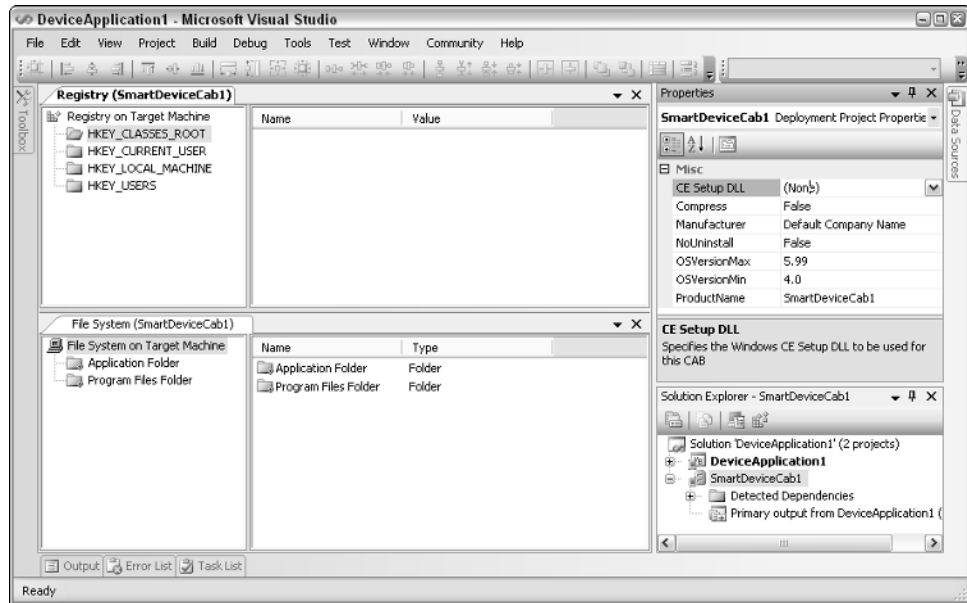 DeviceApplication1 - Microsoft Visual Studio
File Edit View Project Build Debug Tools Test Window Community Help
Toolbox
Registry (SmartDeviceCab1)
Registry on Target Machine
HKEY_CLASSES_ROOT
HKEY_CURRENT_USER
HKEY_LOCAL_MACHINE
HKEY_USERS
Name Value
File System (SmartDeviceCab1)
File System on Target Machine
Application Folder
Program Files Folder
Name Type
Application Folder Folder
Program Files Folder Folder
Properties
SmartDeviceCab1 Deployment Project Propertie
Misc
CE Setup DLL (None)
Compress False
Manufacturer Default Company Name
NoUninstall False
OSVersionMax 5.99
OSVersionMin 4.0
ProductName SmartDeviceCab1
CE Setup DLL
Specifies the Windows CE Setup DLL to be used for
this CAB
Solution Explorer - SmartDeviceCab1
Solution 'DeviceApplication1' (2 projects)
DeviceApplication1
SmartDeviceCab1
Detected Dependencies
Primary output from DeviceApplication1 (
Data Sources
Output Error List Task List
Ready